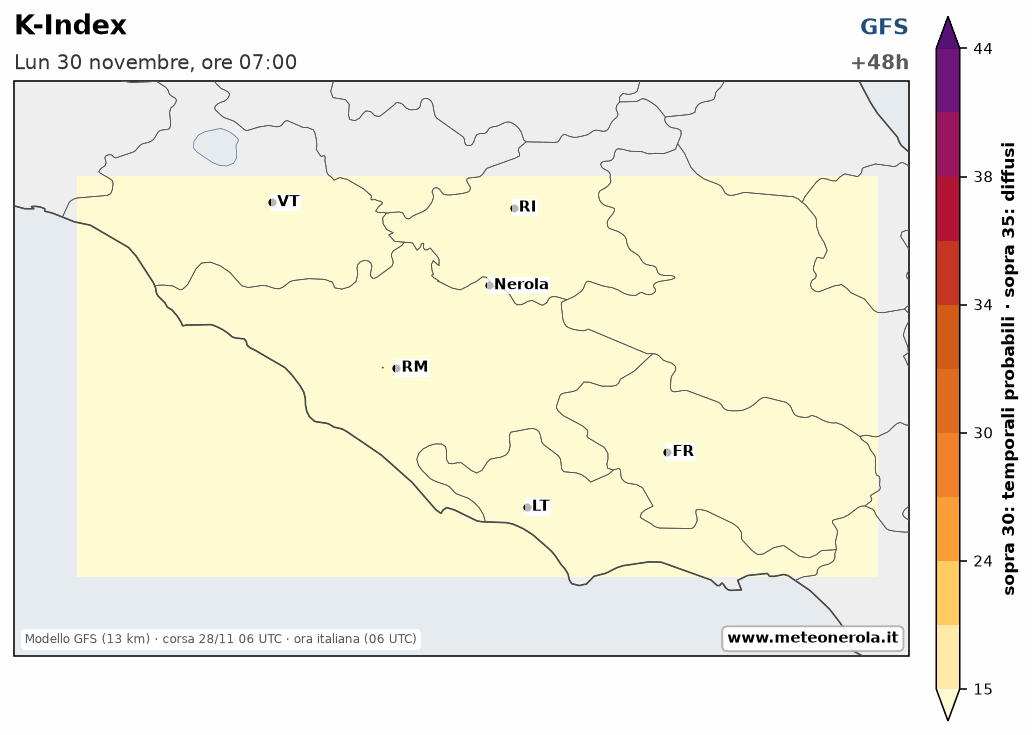 K-Index
GFS
Lun 30 novembre, ore 07:00
+48h
VT
RI
Nerola
RM
FR
LT
Modello GFS (13 km) · corsa 28/11 06 UTC · ora italiana (06 UTC)
www.meteonerola.it
44
38
34
30
24
15
sopra 30: temporali probabili · sopra 35: diffusi